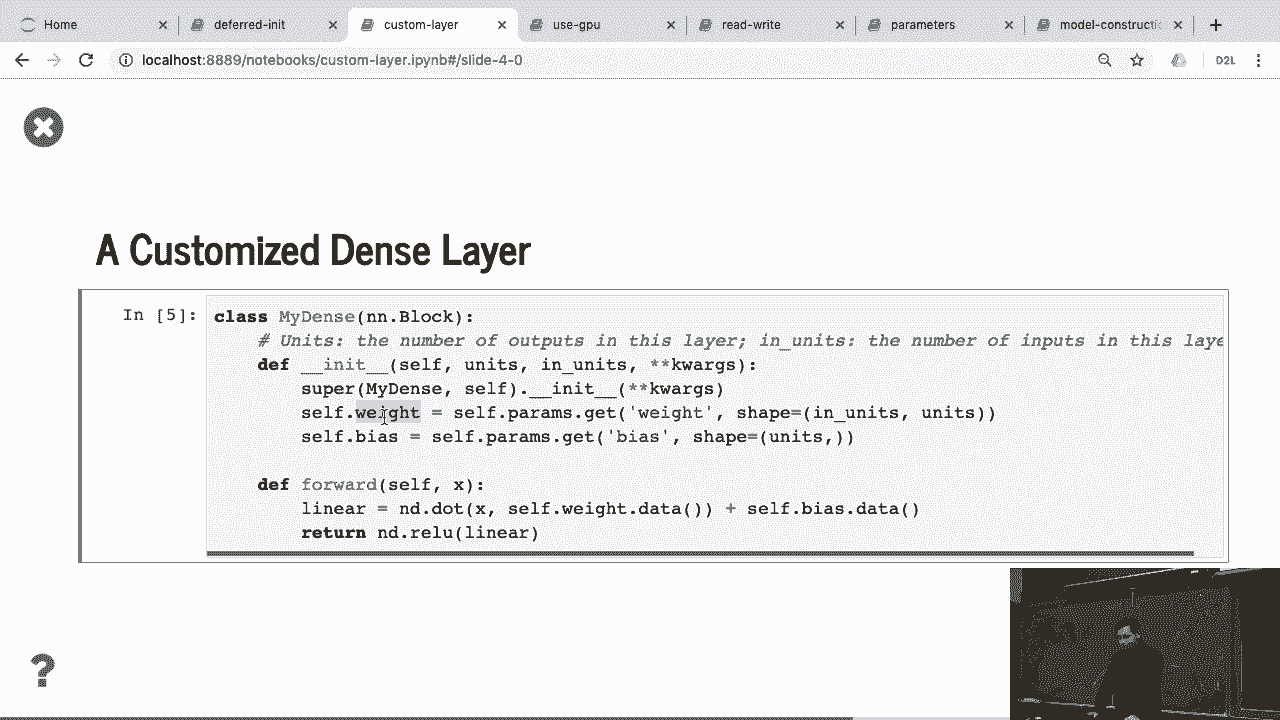 Home
deferred-init
custom-layer
use-gpu
read-write
parameters
model-constructi
localhost:8889/notebooks/custom-layer.ipynb#/slide-4-0
D2L
A Customized Dense Layer
In [5]:
class MyDense(nn.Block):
# Units: the number of outputs in this layer; in_units: the number of inputs in this laye
def __init__(self, units, in_units, **kwargs):
super(MyDense, self).__init__(**kwargs)
self.weight = self.params.get('weight', shape=(in_units, units))
self.bias = self.params.get('bias', shape=(units,))
def forward(self, x):
linear = nd.dot(x, self.weight.data()) + self.bias.data()
return nd.relu(linear)
?